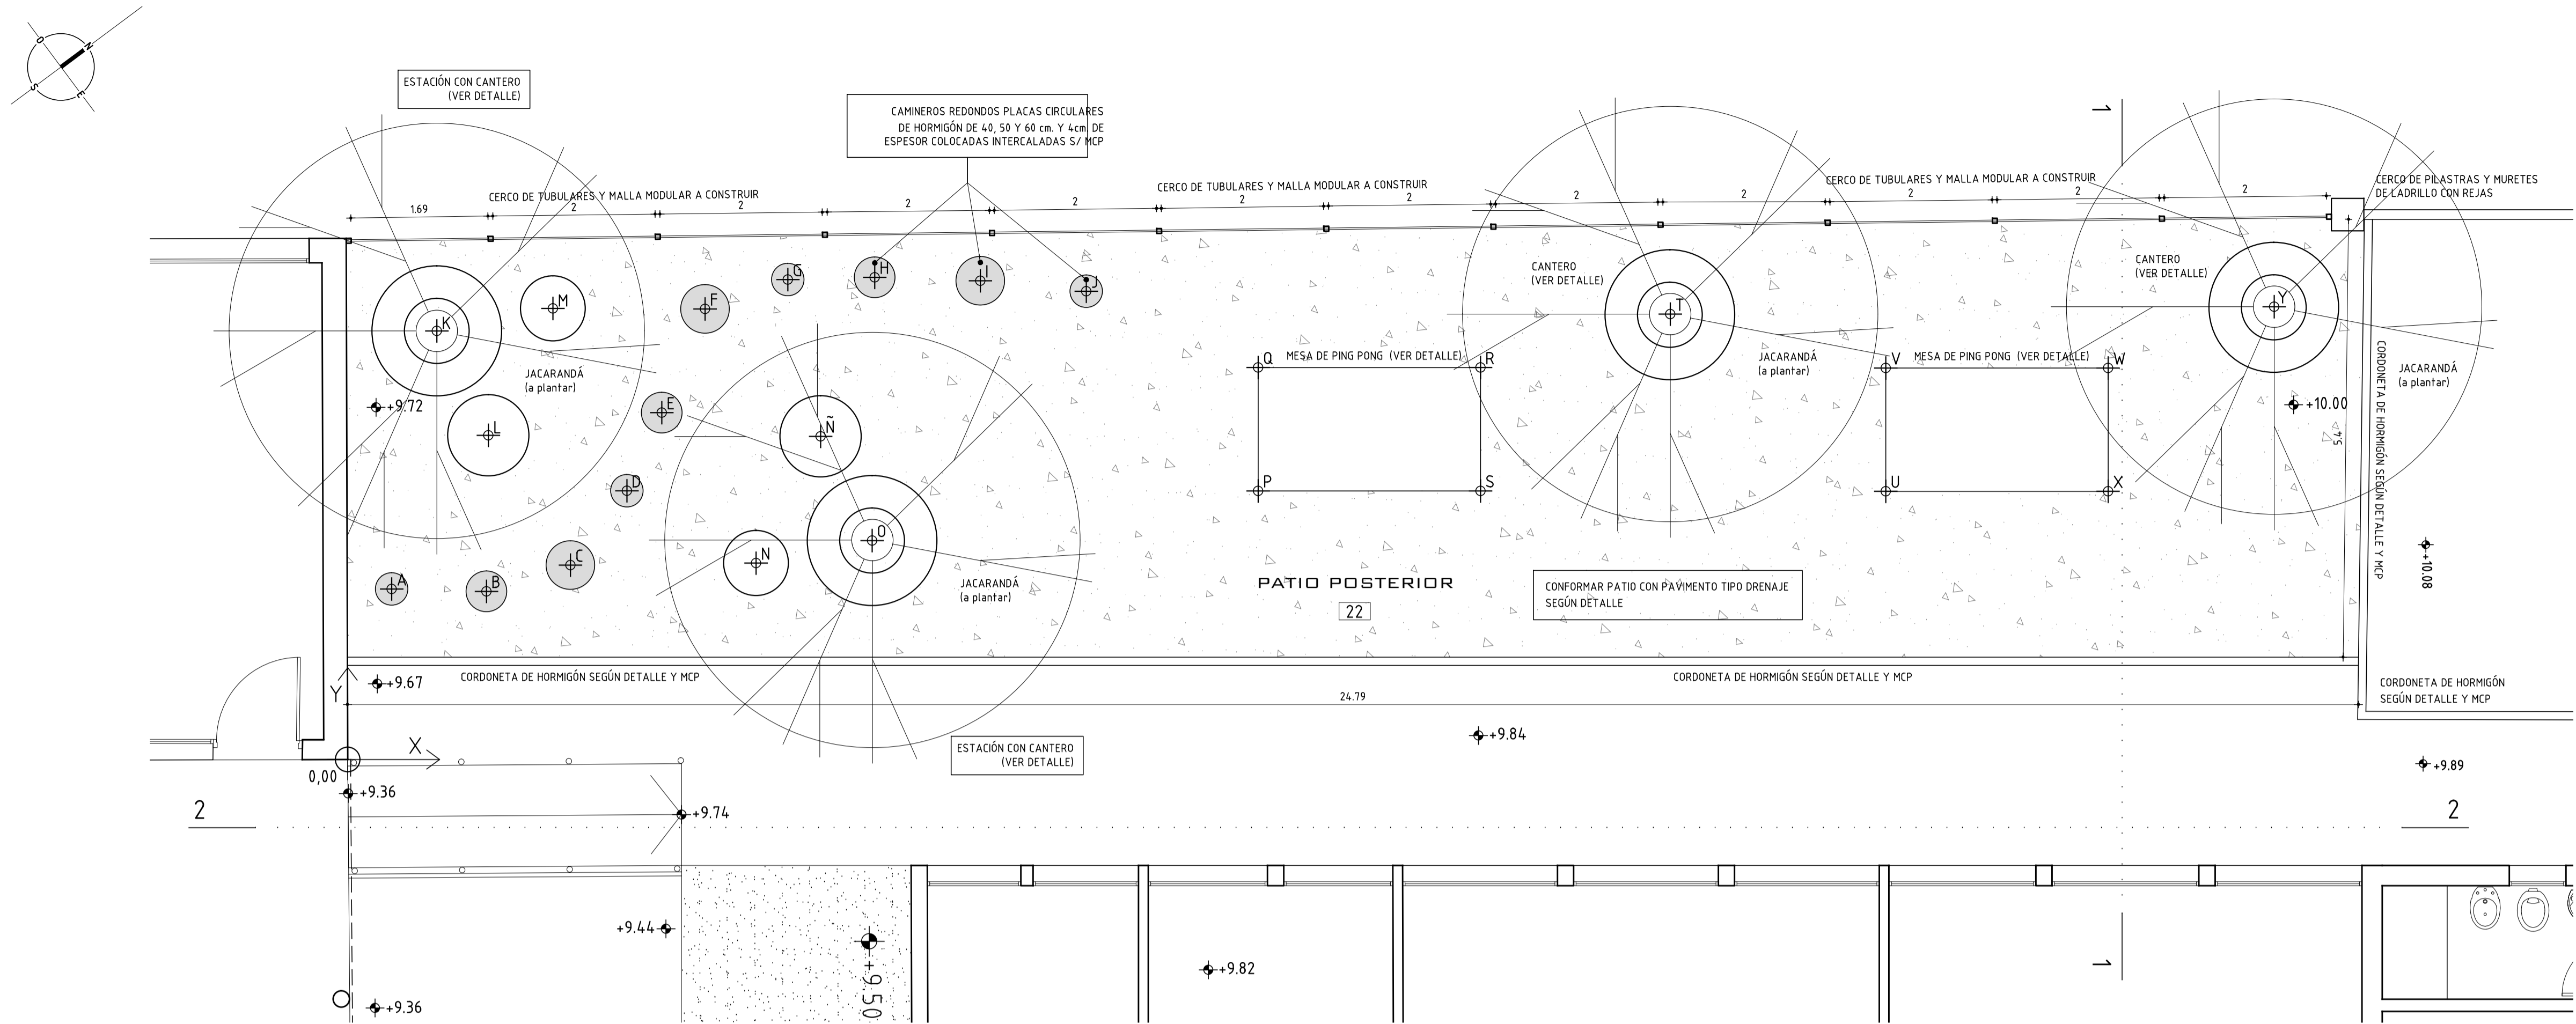 O
N
S
E
ESTACIÓN CON CANTERO
(VER DETALLE)
CAMINEROS REDONDOS PLACAS CIRCULARES
DE HORMIGÓN DE 40, 50 Y 60 cm. Y 4cm. DE
ESPESOR COLOCADAS INTERCALADAS S/ MCP
1
CERCO DE TUBULARES Y MALLA MODULAR A CONSTRUIR
CERCO DE TUBULARES Y MALLA MODULAR A CONSTRUIR
CERCO DE TUBULARES Y MALLA MODULAR A CONSTRUIR
CERCO DE PILASTRAS Y MURETES
DE LADRILLO CON REJAS
1.69
2
2
2
2
2
2
2
2
2
2
2
G
H
I
J
K
M
F
T
Y
CANTERO
(VER DETALLE)
CANTERO
(VER DETALLE)
JACARANDÁ
(a plantar)
Q
MESA DE PING PONG (VER DETALLE)
R
JACARANDÁ
(a plantar)
V
MESA DE PING PONG (VER DETALLE)
W
JACARANDÁ
(a plantar)
+9.72
E
L
Ñ
+10.00
5.4
CORDONETA DE HORMIGÓN SEGÚN DETALLE Y MCP
D
P
S
U
X
O
N
C
A
B
JACARANDÁ
(a plantar)
PATIO POSTERIOR
22
CONFORMAR PATIO CON PAVIMENTO TIPO DRENAJE
SEGÚN DETALLE
+10.08
CORDONETA DE HORMIGÓN SEGÚN DETALLE Y MCP
CORDONETA DE HORMIGÓN SEGÚN DETALLE Y MCP
CORDONETA DE HORMIGÓN
SEGÚN DETALLE Y MCP
+9.67
Y
24.79
X
+9.84
ESTACIÓN CON CANTERO
(VER DETALLE)
0,00
+9.89
+9.36
2
+9.74
2
+9.44
+9.50
+9.82
1
+9.36